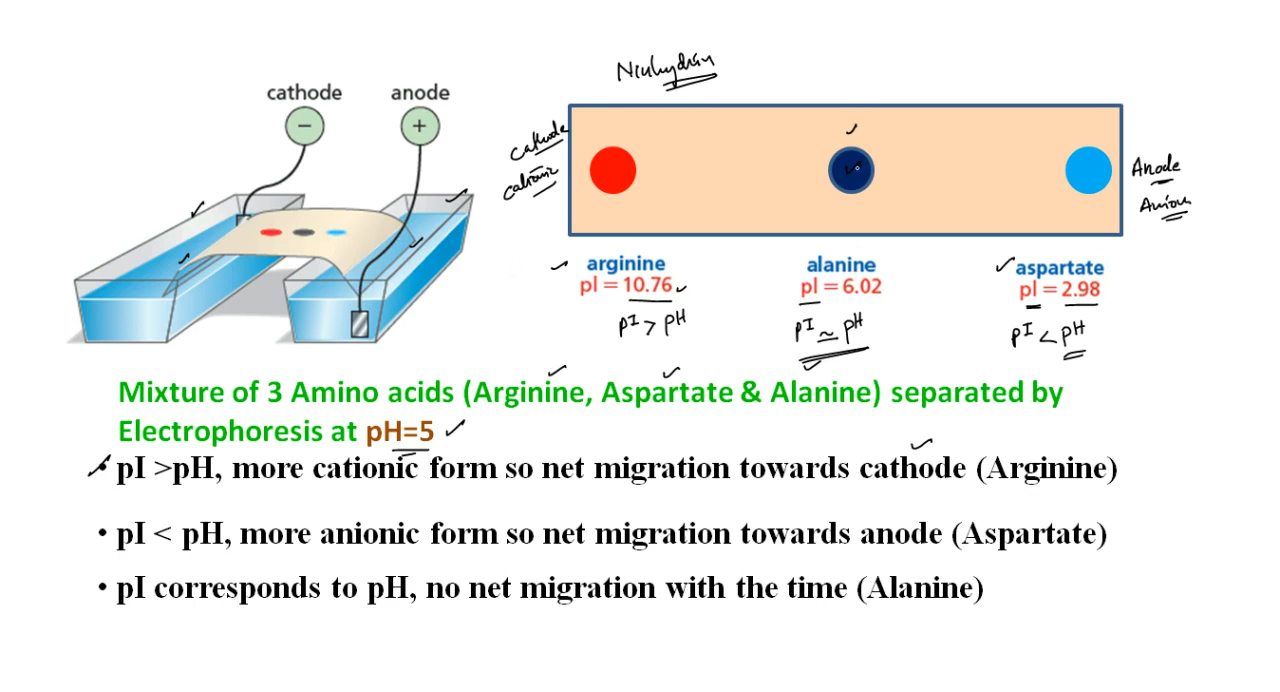 Ninhydrin
cathode
anode
−
+
cathode
cationic
Anode
Anion
arginine
pI = 10.76
pI > pH
alanine
pI = 6.02
pI ≃ pH
aspartate
pI = 2.98
pI < pH
Mixture of 3 Amino acids (Arginine, Aspartate & Alanine) separated by
Electrophoresis at pH=5
• pI >pH, more cationic form so net migration towards cathode (Arginine)
• pI < pH, more anionic form so net migration towards anode (Aspartate)
• pI corresponds to pH, no net migration with the time (Alanine)